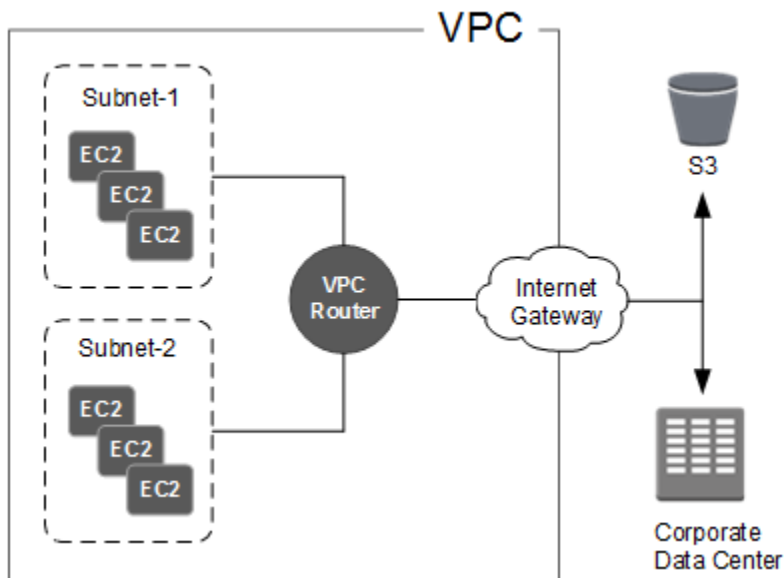 VPC
Subnet-1
EC2
EC2
EC2
Subnet-2
EC2
EC2
EC2
VPC
Router
Internet
Gateway
S3
Corporate
Data Center